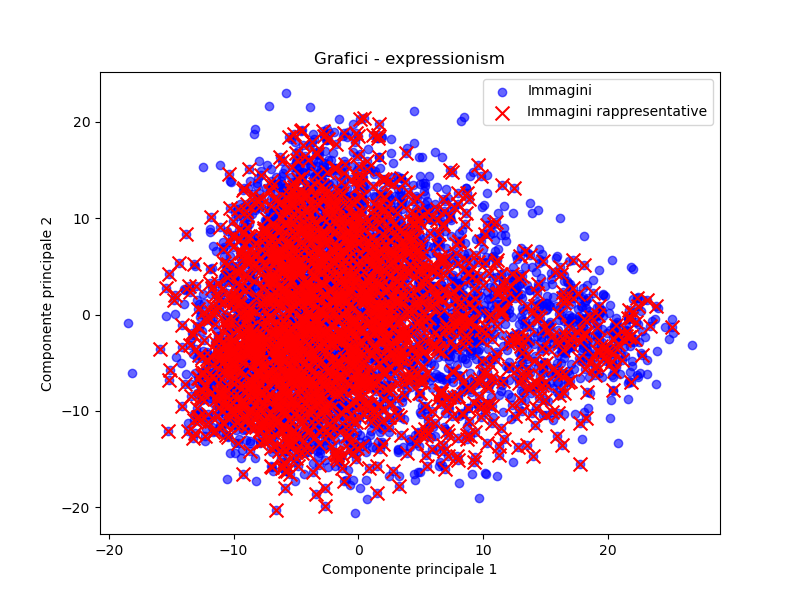 Grafici - expressionism
Immagini
Immagini rappresentative
Componente principale 2
20
10
0
−10
−20
−20
−10
0
10
20
Componente principale 1